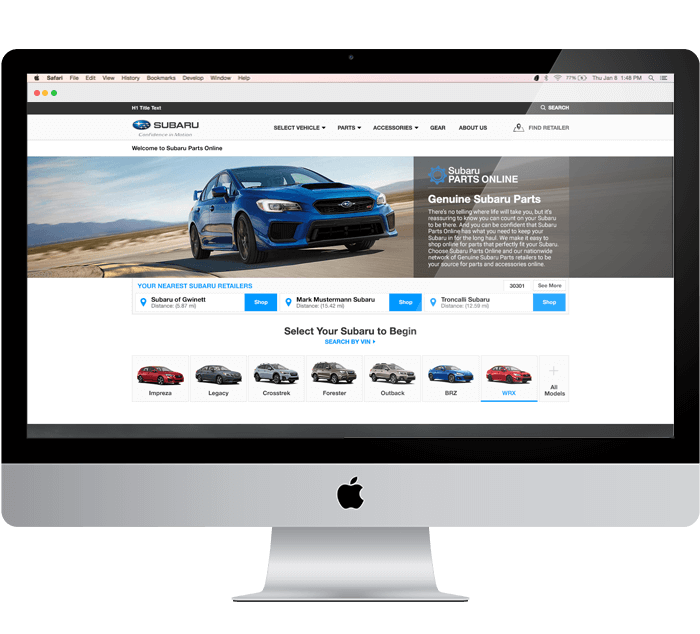 Safari File Edit View History Bookmarks Develop Window Help 77% Thu Jan 8 1:48 PM
H1 Title Text SEARCH
SUBARU
Confidence in Motion
SELECT VEHICLE PARTS ACCESSORIES GEAR ABOUT US FIND RETAILER
Welcome to Subaru Parts Online
Subaru
PARTS ONLINE
Genuine Subaru Parts
There's no telling where life will take you, but it's
reassuring to know you can count on your Subaru
to be there. And you can be confident that Subaru
Parts Online has what you need to keep your
Subaru in for the long haul. We make it easy to
shop online for parts that perfectly fit your Subaru.
Choose Subaru Parts Online and our nationwide
network of Genuine Subaru Parts retailers to be
your source for parts and accessories online.
YOUR NEAREST SUBARU RETAILERS 30301 See More
Subaru of Gwinett
Distance: (5.87 mi)
Shop
Mark Mustermann Subaru
Distance: (15.42 mi)
Shop
Troncalli Subaru
Distance: (12.59 mi)
Shop
Select Your Subaru to Begin
SEARCH BY VIN
Impreza Legacy Crosstrek Forester Outback BRZ WRX All
Models